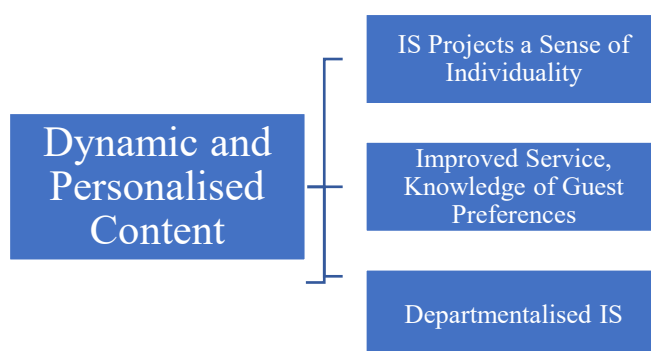 Dynamic and
Personalised
Content
IS Projects a Sense of
Individuality
Improved Service,
Knowledge of Guest
Preferences
Departmentalised IS